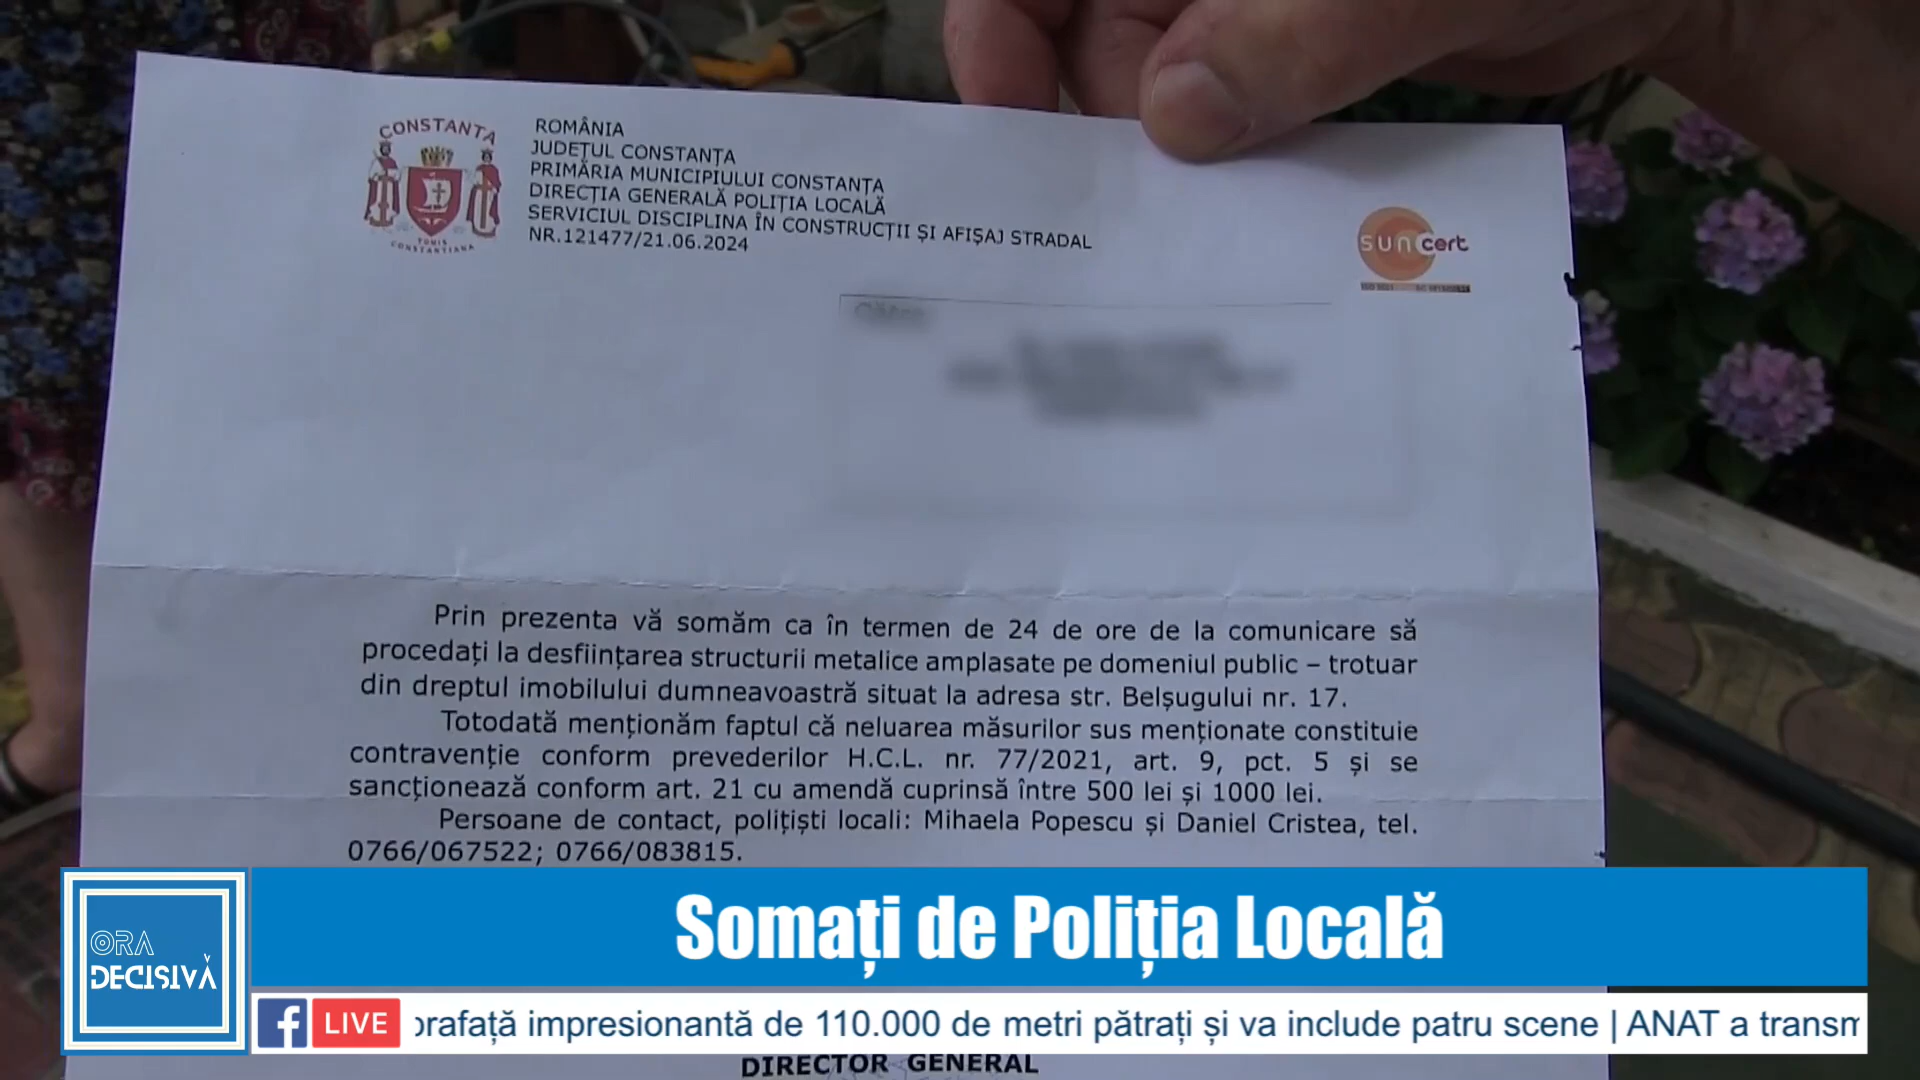 CONSTANȚA
TOMIS
CONSTANTIANA
ROMÂNIA
JUDEȚUL CONSTANȚA
PRIMĂRIA MUNICIPIULUI CONSTANȚA
DIRECȚIA GENERALĂ POLIȚIA LOCALĂ
SERVICIUL DISCIPLINA ÎN CONSTRUCȚII ȘI AFIȘAJ STRADAL
NR.121477/21.06.2024
suncert
Prin prezenta vă somăm ca în termen de 24 de ore de la comunicare să
procedați la desființarea structurii metalice amplasate pe domeniul public – trotuar
din dreptul imobilului dumneavoastră situat la adresa str. Belșugului nr. 17.
Totodată menționăm faptul că neluarea măsurilor sus menționate constituie
contravenție conform prevederilor H.C.L. nr. 77/2021, art. 9, pct. 5 și se
sancționează conform art. 21 cu amendă cuprinsă între 500 lei și 1000 lei.
Persoane de contact, polițiști locali: Mihaela Popescu și Daniel Cristea, tel.
0766/067522; 0766/083815.
ORA
DECISIVĂ
Somați de Poliția Locală
f LIVE orafață impresionantă de 110.000 de metri pătrați și va include patru scene | ANAT a transm
DIRECTOR GENERAL